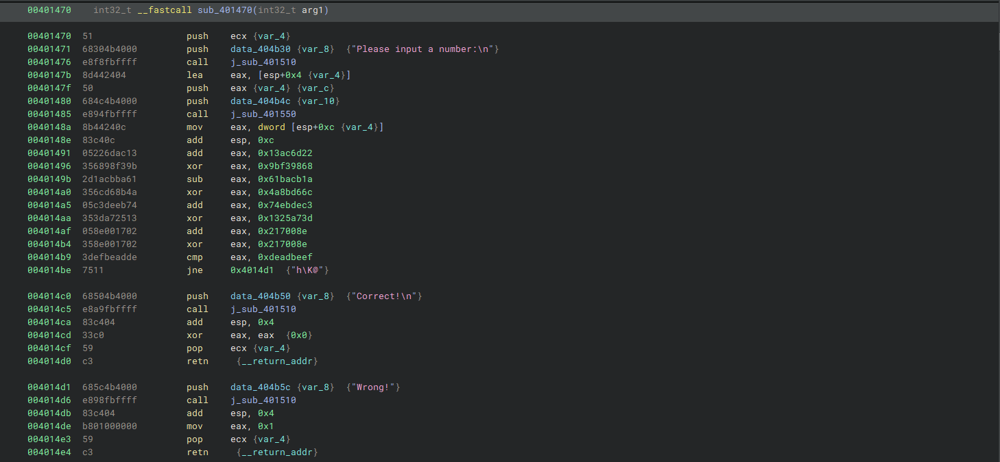 00401470    int32_t __fastcall sub_401470(int32_t arg1)
00401470  51                 push    ecx {var_4}
00401471  68304b4000         push    data_404b30 {var_8}  {"Please input a number:\n"}
00401476  e8f8fbffff         call    j_sub_401510
0040147b  8d442404           lea     eax, [esp+0x4 {var_4}]
0040147f  50                 push    eax {var_4} {var_c}
00401480  684c4b4000         push    data_404b4c {var_10}
00401485  e894fbffff         call    j_sub_401550
0040148a  8b44240c           mov     eax, dword [esp+0xc {var_4}]
0040148e  83c40c             add     esp, 0xc
00401491  05226dac13         add     eax, 0x13ac6d22
00401496  356898f39b         xor     eax, 0x9bf39868
0040149b  2d1acbba61         sub     eax, 0x61bacb1a
004014a0  356cd68b4a         xor     eax, 0x4a8bd66c
004014a5  05c3deeb74         add     eax, 0x74ebdec3
004014aa  353da72513         xor     eax, 0x1325a73d
004014af  058e001702         add     eax, 0x217008e
004014b4  358e001702         xor     eax, 0x217008e
004014b9  3defbeadde         cmp     eax, 0xdeadbeef
004014be  7511               jne     0x4014d1  {"h\K@"}
004014c0  68504b4000         push    data_404b50 {var_8}  {"Correct!\n"}
004014c5  e8a9fbffff         call    j_sub_401510
004014ca  83c404             add     esp, 0x4
004014cd  33c0               xor     eax, eax  {0x0}
004014cf  59                 pop     ecx {var_4}
004014d0  c3                 retn     {__return_addr}
004014d1  685c4b4000         push    data_404b5c {var_8}  {"Wrong!"}
004014d6  e898fbffff         call    j_sub_401510
004014db  83c404             add     esp, 0x4
004014de  b801000000         mov     eax, 0x1
004014e3  59                 pop     ecx {var_4}
004014e4  c3                 retn     {__return_addr}